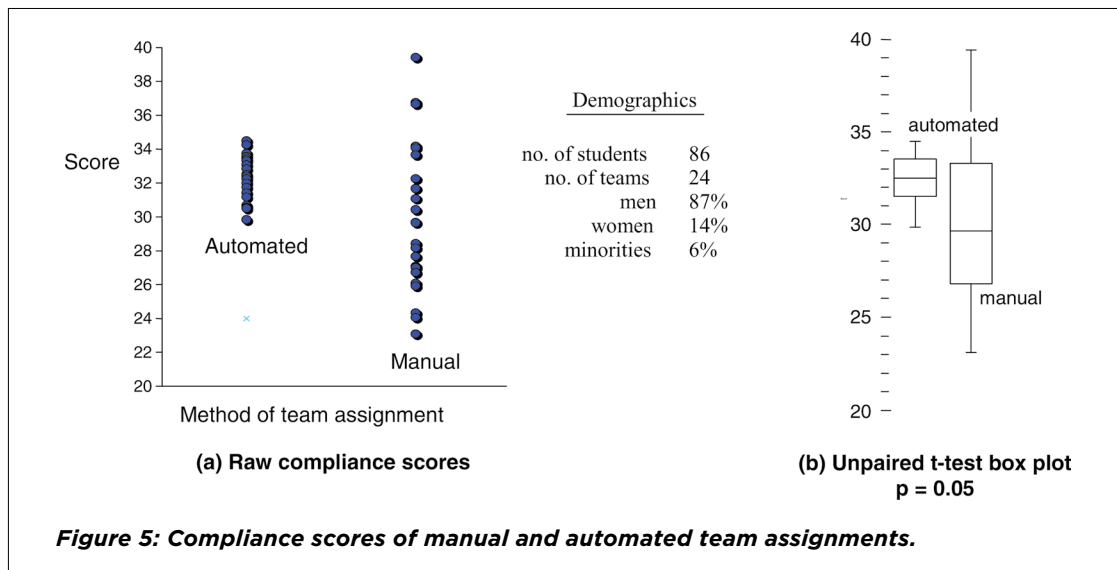 40
38
36
34
32
30
28
26
24
22
20
Score
Automated
Manual
Method of team assignment
(a) Raw compliance scores
Demographics
no. of students 86
no. of teams 24
men 87%
women 14%
minorities 6%
40
35
30
25
20
automated
manual
(b) Unpaired t-test box plot
p = 0.05
Figure 5: Compliance scores of manual and automated team assignments.